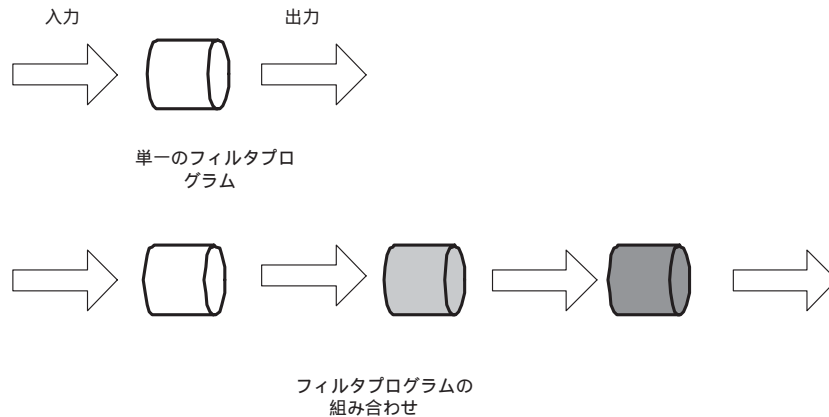 入力
出力
単一のフィルタプロ
グラム
フィルタプログラムの
組み合わせ